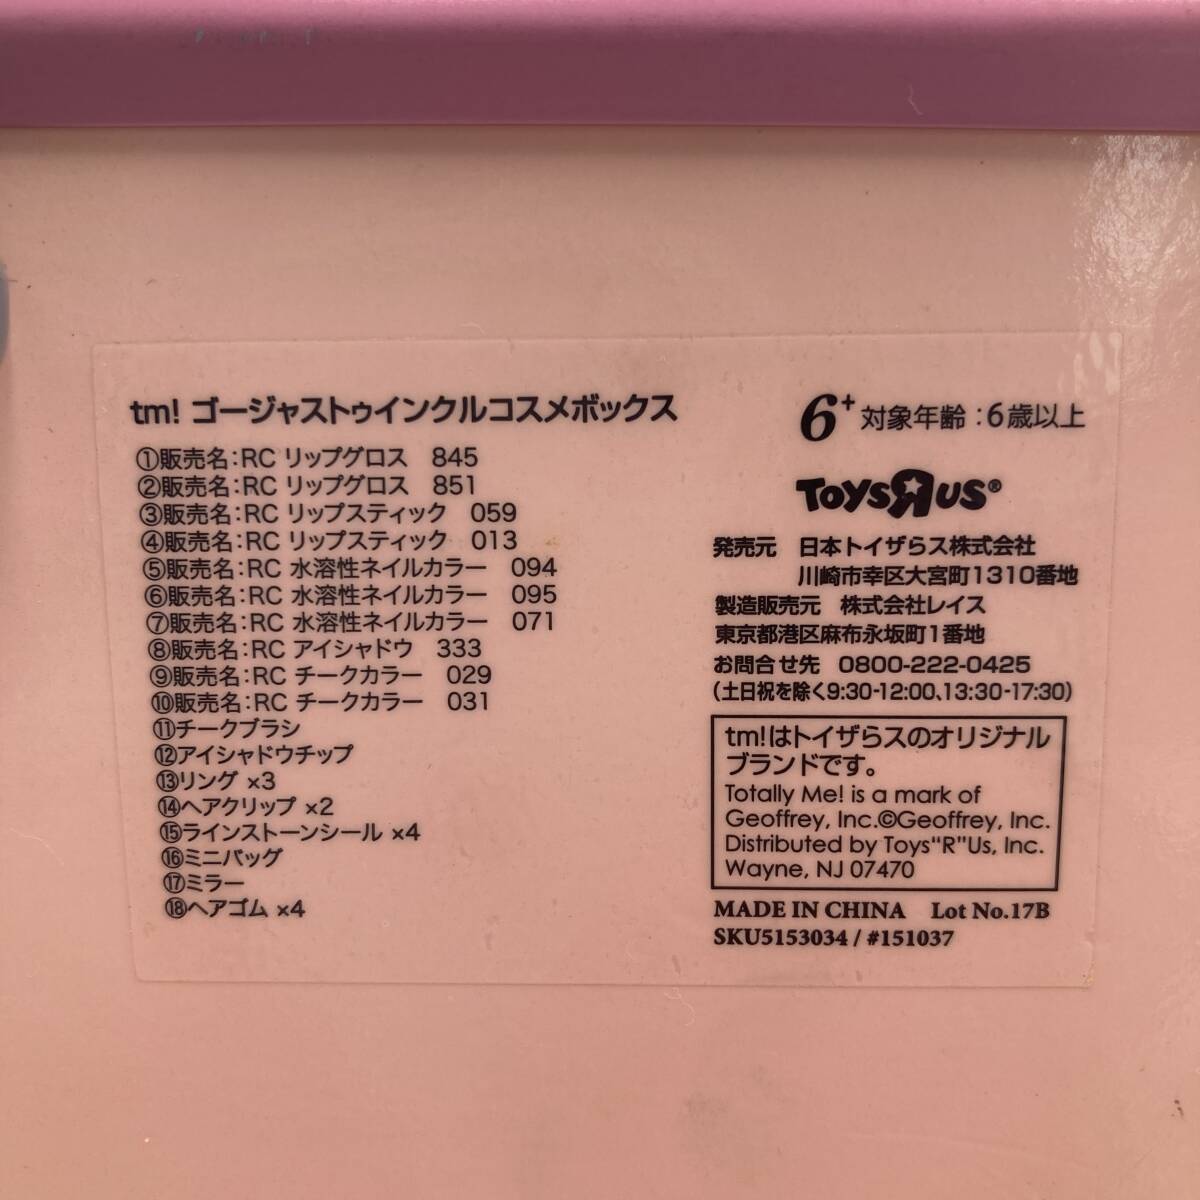 tm! ゴージャストゥインクルコスメボックス
①販売名:RC リップグロス 845
②販売名:RC リップグロス 851
③販売名:RC リップスティック 059
④販売名:RC リップスティック 013
⑤販売名:RC 水溶性ネイルカラー 094
⑥販売名:RC 水溶性ネイルカラー 095
⑦販売名:RC 水溶性ネイルカラー 071
⑧販売名:RC アイシャドウ 333
⑨販売名:RC チークカラー 029
⑩販売名:RC チークカラー 031
⑪チークブラシ
⑫アイシャドウチップ
⑬リング ×3
⑭ヘアクリップ ×2
⑮ラインストーンシール ×4
⑯ミニバッグ
⑰ミラー
⑱ヘアゴム ×4
6+ 対象年齢:6歳以上
TOYSЯUS®
発売元 日本トイザらス株式会社
川崎市幸区大宮町1310番地
製造販売元 株式会社レイス
東京都港区麻布永坂町1番地
お問合せ先 0800-222-0425
(土日祝を除く9:30-12:00、13:30-17:30)
tm!はトイザらスのオリジナル
ブランドです。
Totally Me! is a mark of
Geoffrey, Inc.©Geoffrey, Inc.
Distributed by Toys"R"Us, Inc.
Wayne, NJ 07470
MADE IN CHINA Lot No.17B
SKU5153034 / #151037